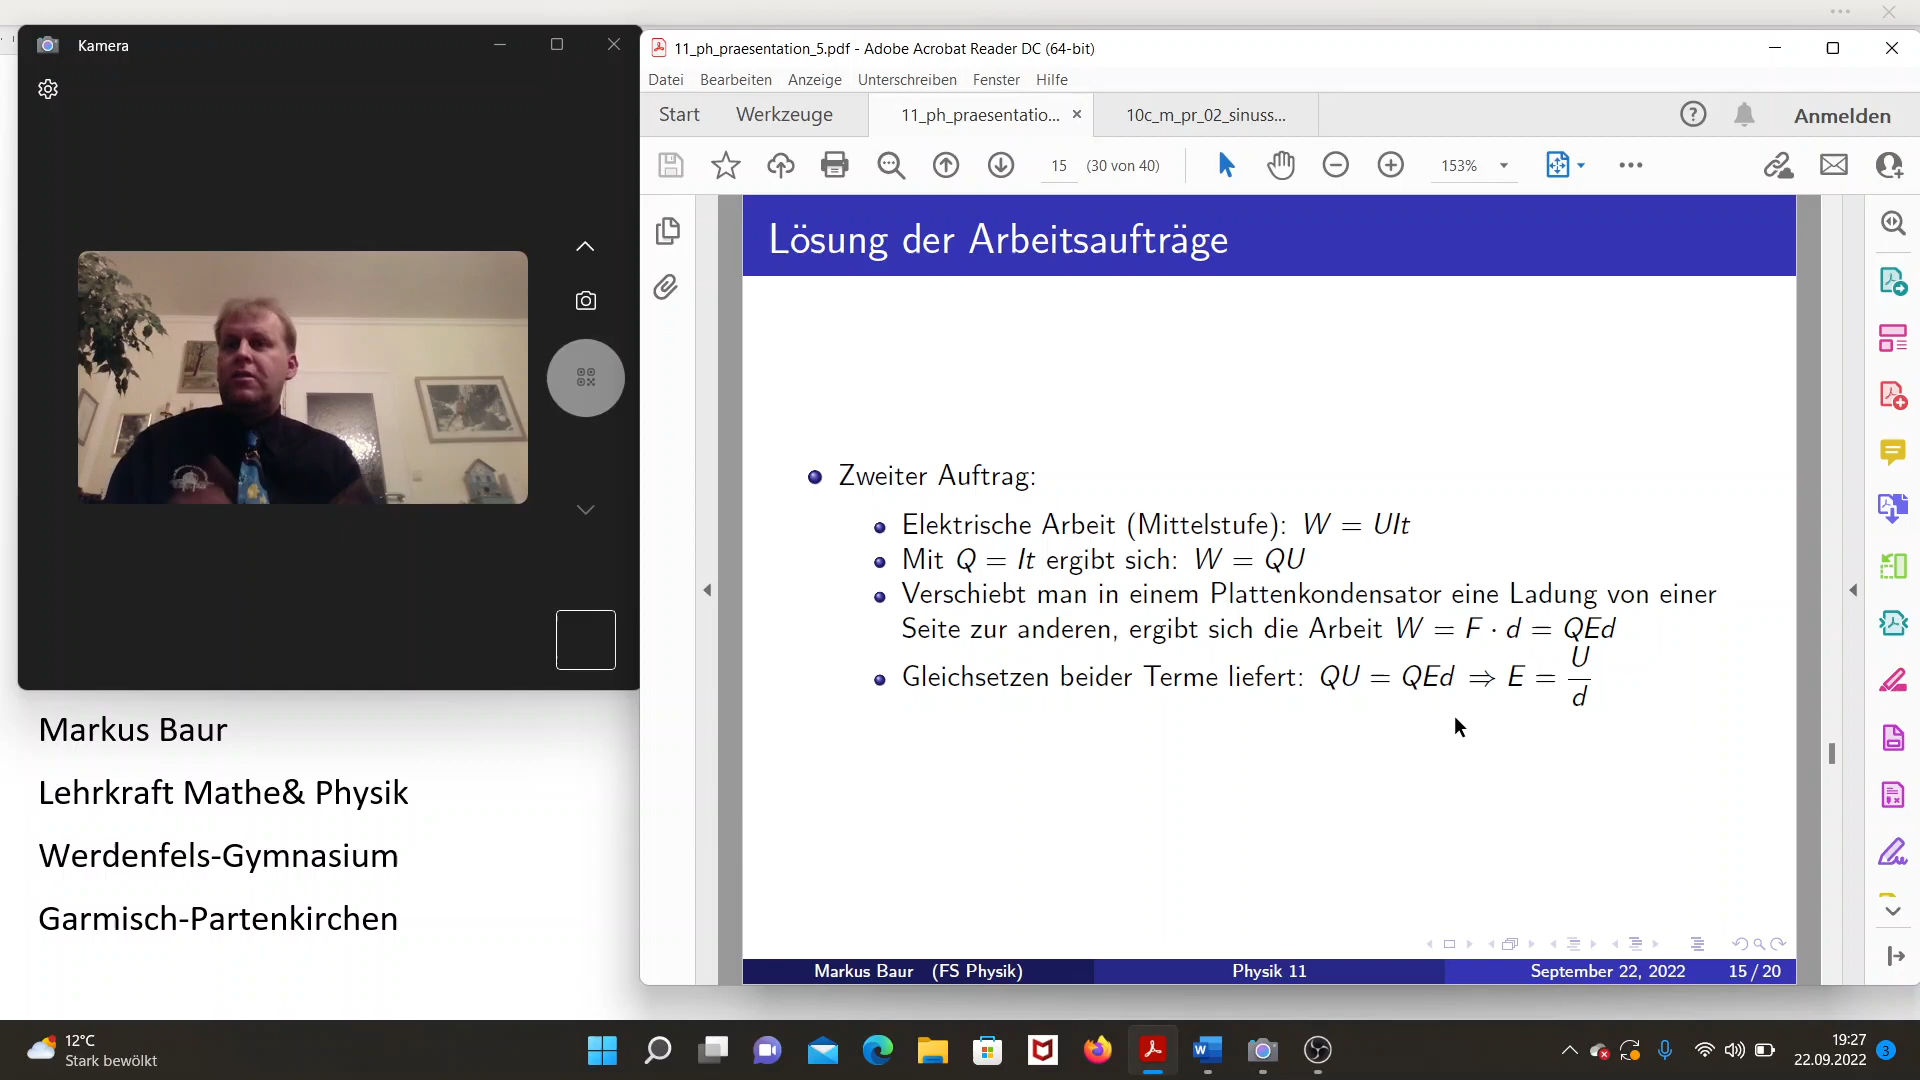 Kamera
11_ph_praesentation_5.pdf - Adobe Acrobat Reader DC (64-bit)
Datei Bearbeiten Anzeige Unterschreiben Fenster Hilfe
Start Werkzeuge 11_ph_praesentatio... 10c_m_pr_02_sinuss... Anmelden
15 (30 von 40) 153%
Lösung der Arbeitsaufträge
Zweiter Auftrag:
Elektrische Arbeit (Mittelstufe): W = UIt
Mit Q = It ergibt sich: W = QU
Verschiebt man in einem Plattenkondensator eine Ladung von einer
Seite zur anderen, ergibt sich die Arbeit W = F · d = QEd
Gleichsetzen beider Terme liefert: QU = QEd ⇒ E = U/d
Markus Baur (FS Physik) Physik 11 September 22, 2022 15 / 20
Markus Baur
Lehrkraft Mathe& Physik
Werdenfels-Gymnasium
Garmisch-Partenkirchen
12°C
Stark bewölkt
19:27
22.09.2022
3